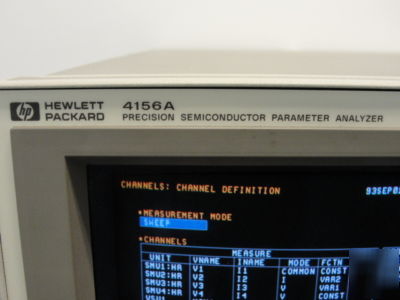 hp HEWLETT PACKARD 4156A
PRECISION SEMICONDUCTOR PARAMETER ANALYZER
CHANNELS: CHANNEL DEFINITION 93SEP0
*MEASUREMENT MODE
SWEEP
*CHANNELS
MEASURE
UNIT VNAME INAME MODE FCTN
SMU1:HR V1 I1 COMMON CONST
SMU2:HR V2 I2 I VAR2
SMU3:HR V3 I3 V VAR1
SMU4:HR V4 I4 V CONST